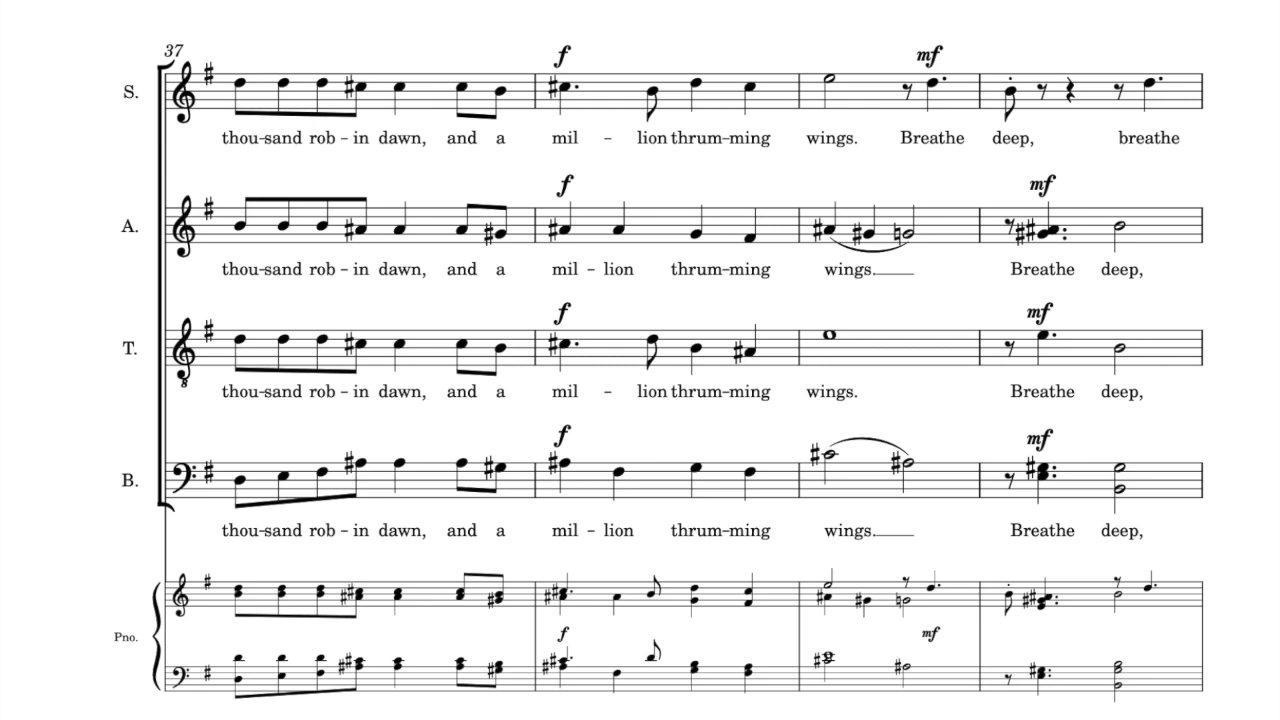 37
f mf
S.
thou-sand rob - in dawn, and a mil - lion thrum-ming wings. Breathe deep, breathe
f mf
A.
thou-sand rob - in dawn, and a mil - lion thrum-ming wings. Breathe deep,
f mf
T.
8
thou-sand rob - in dawn, and a mil - lion thrum-ming wings. Breathe deep,
f mf
B.
thou-sand rob - in dawn, and a mil - lion thrum-ming wings. Breathe deep,
Pno.
f mf